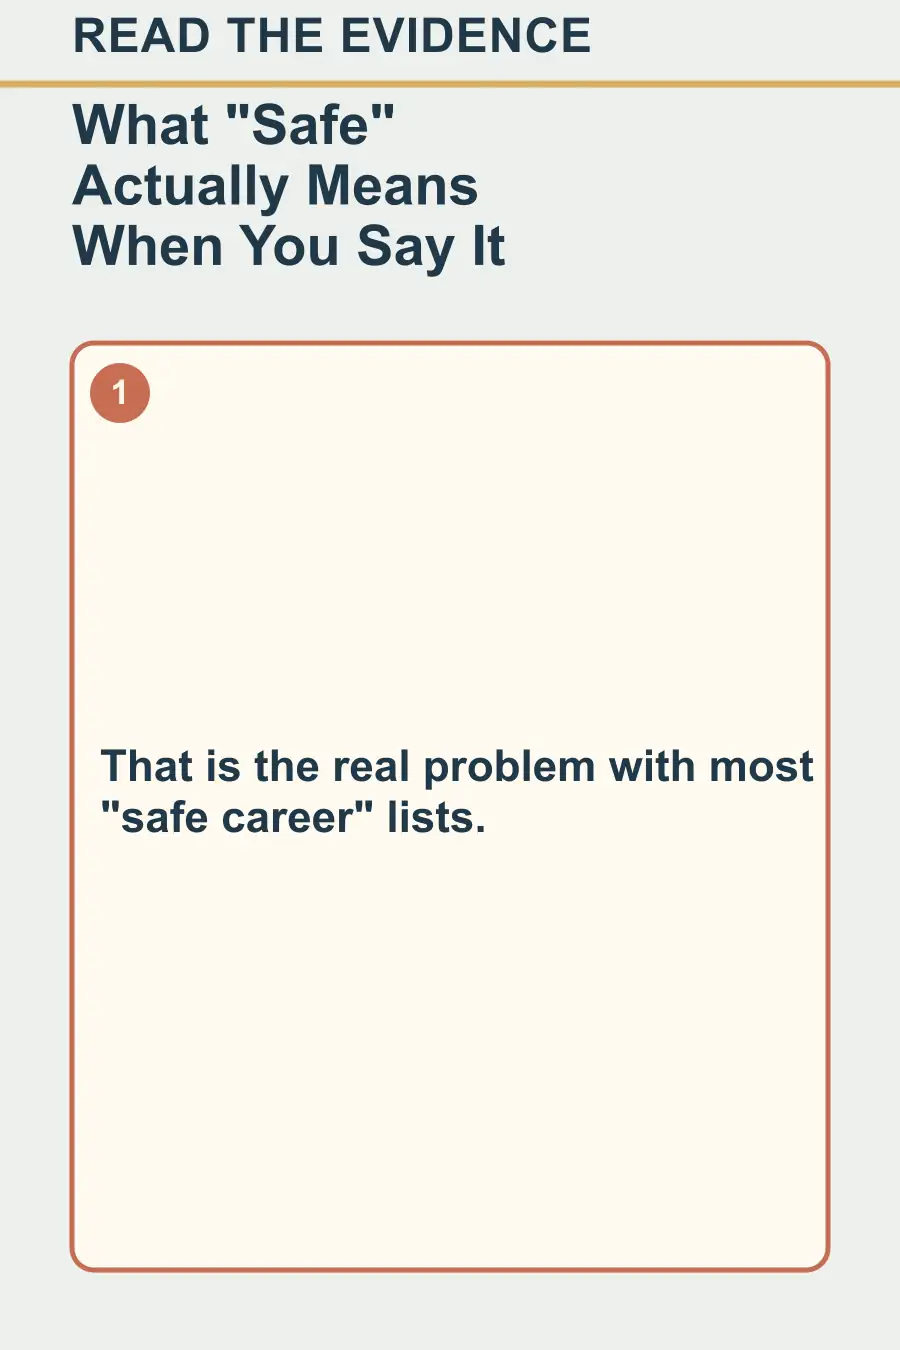 READ THE EVIDENCE
What "Safe"
Actually Means
When You Say It
1
That is the real problem with most
"safe career" lists.